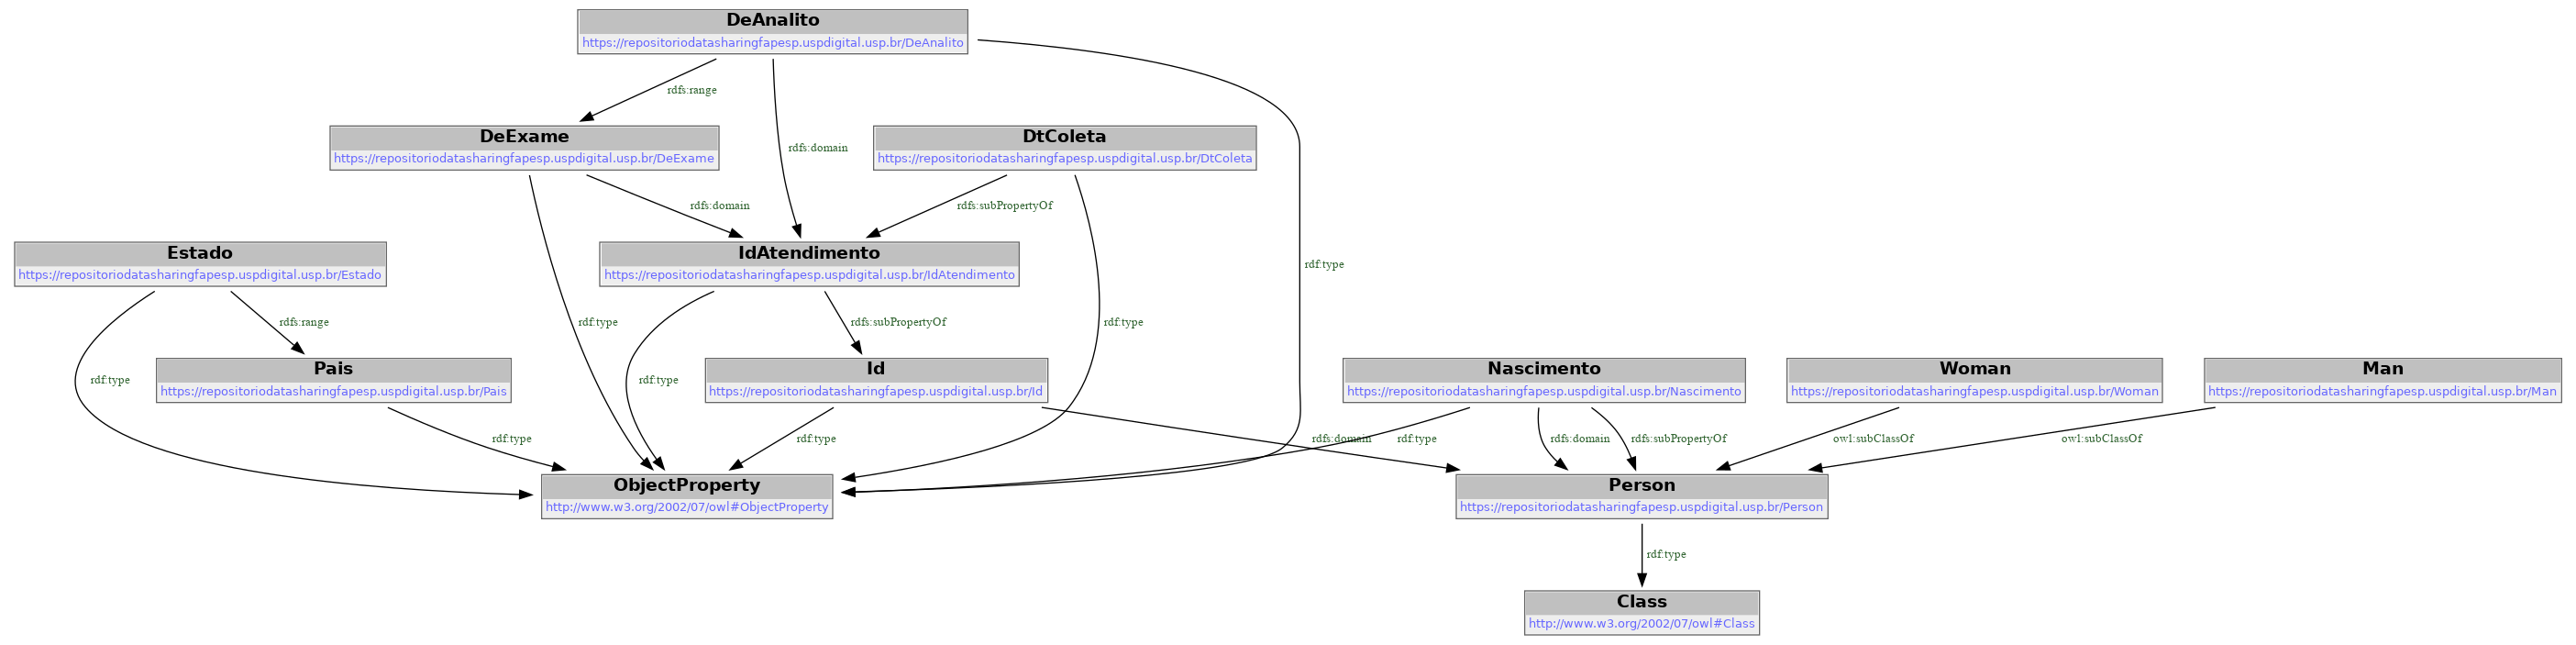 DeAnalito
https://repositoriodatasharingfapesp.uspdigital.usp.br/DeAnalito
rdfs:range
DeExame
https://repositoriodatasharingfapesp.uspdigital.usp.br/DeExame
rdfs:domain
DtColeta
https://repositoriodatasharingfapesp.uspdigital.usp.br/DtColeta
rdfs:domain
rdfs:subPropertyOf
Estado
https://repositoriodatasharingfapesp.uspdigital.usp.br/Estado
IdAtendimento
https://repositoriodatasharingfapesp.uspdigital.usp.br/IdAtendimento
rdf:type
rdfs:range
rdf:type
rdfs:subPropertyOf
rdf:type
rdf:type
Pais
https://repositoriodatasharingfapesp.uspdigital.usp.br/Pais
rdf:type
Id
https://repositoriodatasharingfapesp.uspdigital.usp.br/Id
Nascimento
https://repositoriodatasharingfapesp.uspdigital.usp.br/Nascimento
Woman
https://repositoriodatasharingfapesp.uspdigital.usp.br/Woman
Man
https://repositoriodatasharingfapesp.uspdigital.usp.br/Man
rdf:type
rdf:type
rdfs:domain
rdf:type
rdfs:domain
rdfs:subPropertyOf
owl:subClassOf
owl:subClassOf
ObjectProperty
http://www.w3.org/2002/07/owl#ObjectProperty
Person
https://repositoriodatasharingfapesp.uspdigital.usp.br/Person
rdf:type
Class
http://www.w3.org/2002/07/owl#Class